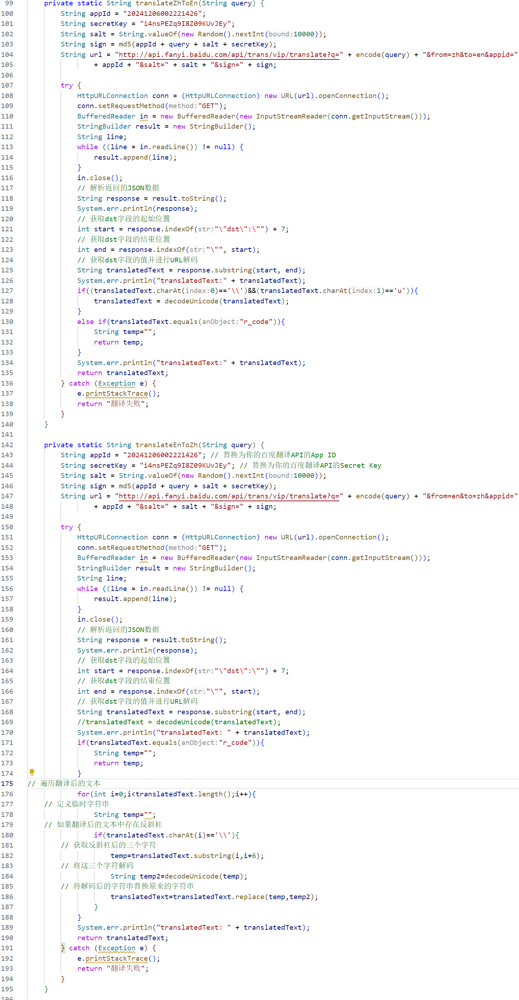 99 private static String translateZhToEn(String query) {
100 String appId = "20241206002221426";
101 String secretKey = "i4nsPEZq9I8Z09KUvJEy";
102 String salt = String.valueOf(new Random().nextInt(bound:10000));
103 String sign = md5(appId + query + salt + secretKey);
104 String url = "http://api.fanyi.baidu.com/api/trans/vip/translate?q=" + encode(query) + "&from=zh&to=en&appid="
105 + appId + "&salt=" + salt + "&sign=" + sign;
106
107 try {
108 HttpURLConnection conn = (HttpURLConnection) new URL(url).openConnection();
109 conn.setRequestMethod(method:"GET");
110 BufferedReader in = new BufferedReader(new InputStreamReader(conn.getInputStream()));
111 StringBuilder result = new StringBuilder();
112 String line;
113 while ((line = in.readLine()) != null) {
114 result.append(line);
115 }
116 in.close();
117 // 解析返回的JSON数据
118 String response = result.toString();
119 System.err.println(response);
120 // 获取dst字段的起始位置
121 int start = response.indexOf(str:"\"dst\":\"") + 7;
122 // 获取dst字段的结束位置
123 int end = response.indexOf(str:"\"", start);
124 // 获取dst字段的值并进行URL解码
125 String translatedText = response.substring(start, end);
126 System.err.println("translatedText:" + translatedText);
127 if((translatedText.charAt(index:0)=='\\')&&(translatedText.charAt(index:1)=='u')){
128 translatedText = decodeUnicode(translatedText);
129 }
130 else if(translatedText.equals(anObject:"r_code")){
131 String temp="";
132 return temp;
133 }
134 System.err.println("translatedText:" + translatedText);
135 return translatedText;
136 } catch (Exception e) {
137 e.printStackTrace();
138 return "翻译失败";
139 }
140 }
141
142 private static String translateEnToZh(String query) {
143 String appId = "20241206002221426"; // 替换为你的百度翻译API的App ID
144 String secretKey = "i4nsPEZq9I8Z09KUvJEy"; // 替换为你的百度翻译API的Secret Key
145 String salt = String.valueOf(new Random().nextInt(bound:10000));
146 String sign = md5(appId + query + salt + secretKey);
147 String url = "http://api.fanyi.baidu.com/api/trans/vip/translate?q=" + encode(query) + "&from=en&to=zh&appid="
148 + appId + "&salt=" + salt + "&sign=" + sign;
149
150 try {
151 HttpURLConnection conn = (HttpURLConnection) new URL(url).openConnection();
152 conn.setRequestMethod(method:"GET");
153 BufferedReader in = new BufferedReader(new InputStreamReader(conn.getInputStream()));
154 StringBuilder result = new StringBuilder();
155 String line;
156 while ((line = in.readLine()) != null) {
157 result.append(line);
158 }
159 in.close();
160 // 解析返回的JSON数据
161 String response = result.toString();
162 System.err.println(response);
163 // 获取dst字段的起始位置
164 int start = response.indexOf(str:"\"dst\":\"") + 7;
165 // 获取dst字段的结束位置
166 int end = response.indexOf(str:"\"", start);
167 // 获取dst字段的值并进行URL解码
168 String translatedText = response.substring(start, end);
169 //translatedText = decodeUnicode(translatedText);
170 System.err.println("translatedText: " + translatedText);
171 if(translatedText.equals(anObject:"r_code")){
172 String temp="";
173 return temp;
174 }
175 // 遍历翻译后的文本
176 for(int i=0;i<translatedText.length();i++){
177 // 定义临时字符串
178 String temp="";
179 // 如果翻译后的文本中存在反斜杠
180 if(translatedText.charAt(i)=='\\'){
181 // 获取反斜杠后的三个字符
182 temp=translatedText.substring(i,i+6);
183 // 将这三个字符解码
184 String temp2=decodeUnicode(temp);
185 // 将解码后的字符串替换原来的字符串
186 translatedText=translatedText.replace(temp,temp2);
187 }
188 }
189 System.err.println("translatedText: " + translatedText);
190 return translatedText;
191 } catch (Exception e) {
192 e.printStackTrace();
193 return "翻译失败";
194 }
195 }
196